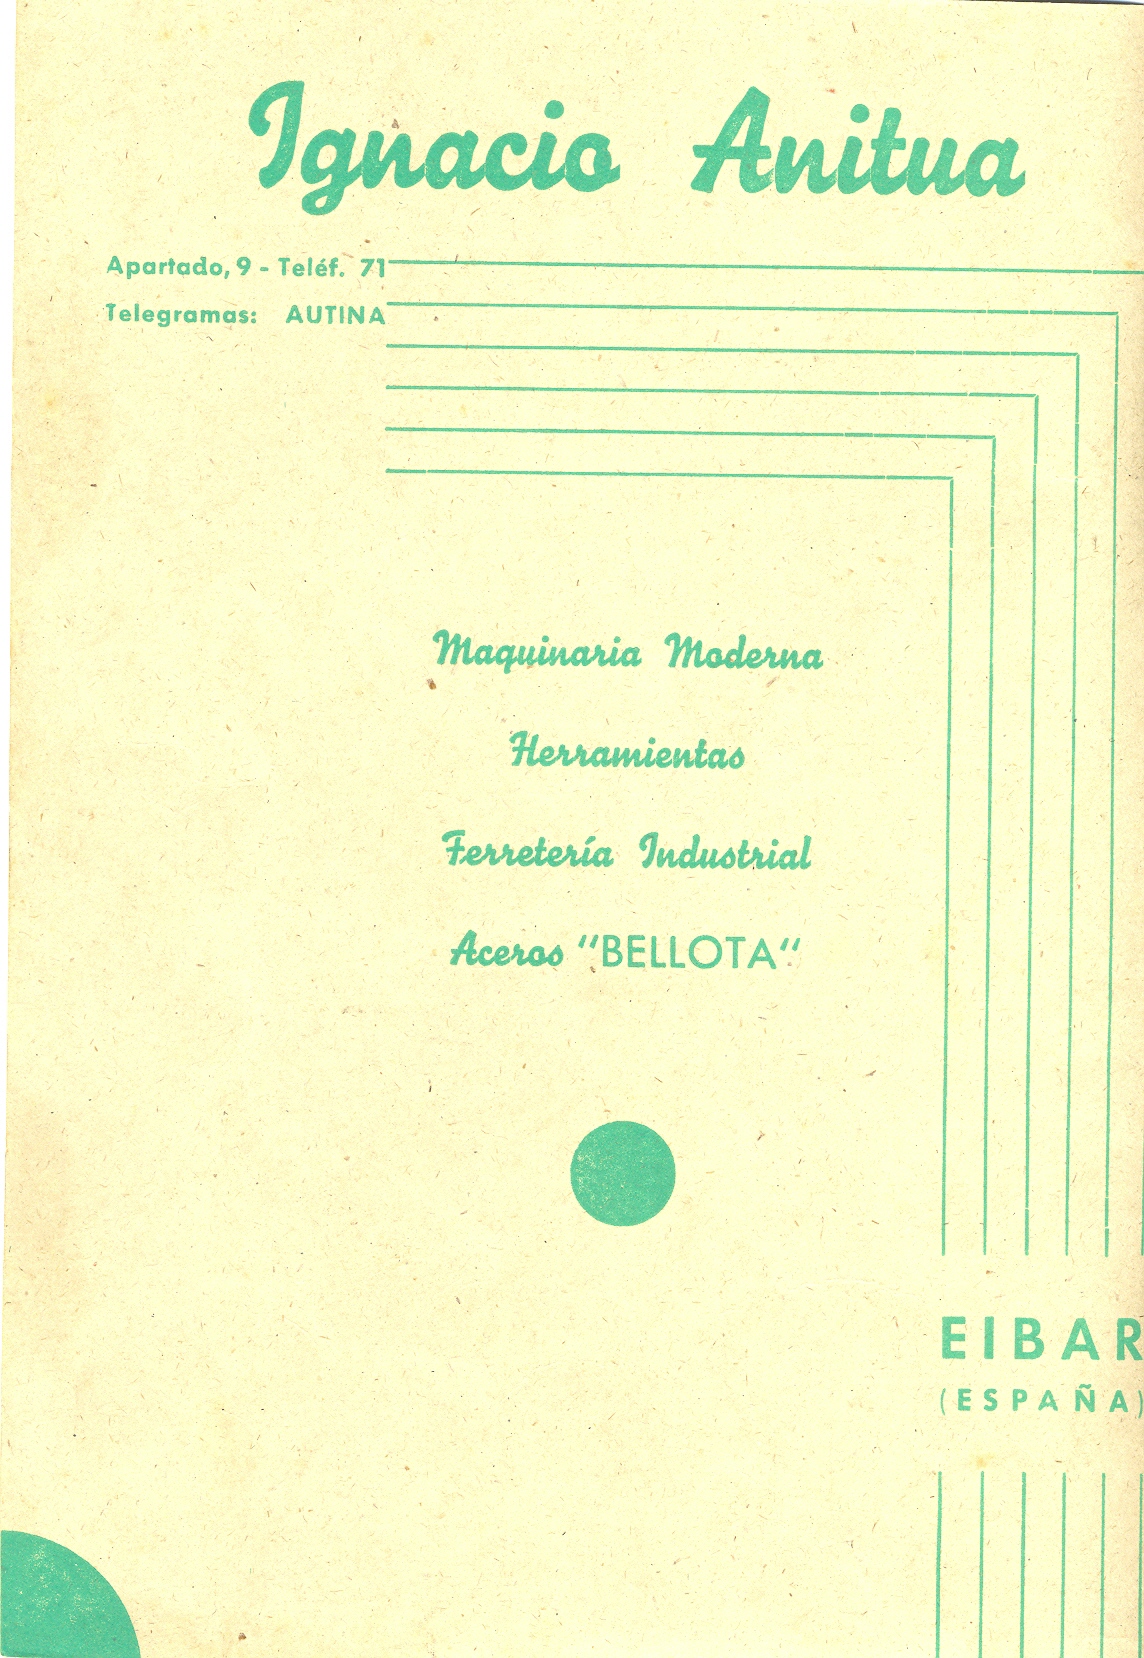 Ignacio Anitua
Apartado, 9 - Teléf. 71
Telegramas: AUTINA
Maquinaria Moderna
Herramientas
Ferretería Industrial
Aceros "BELLOTA"
EIBAR
(ESPAÑA)